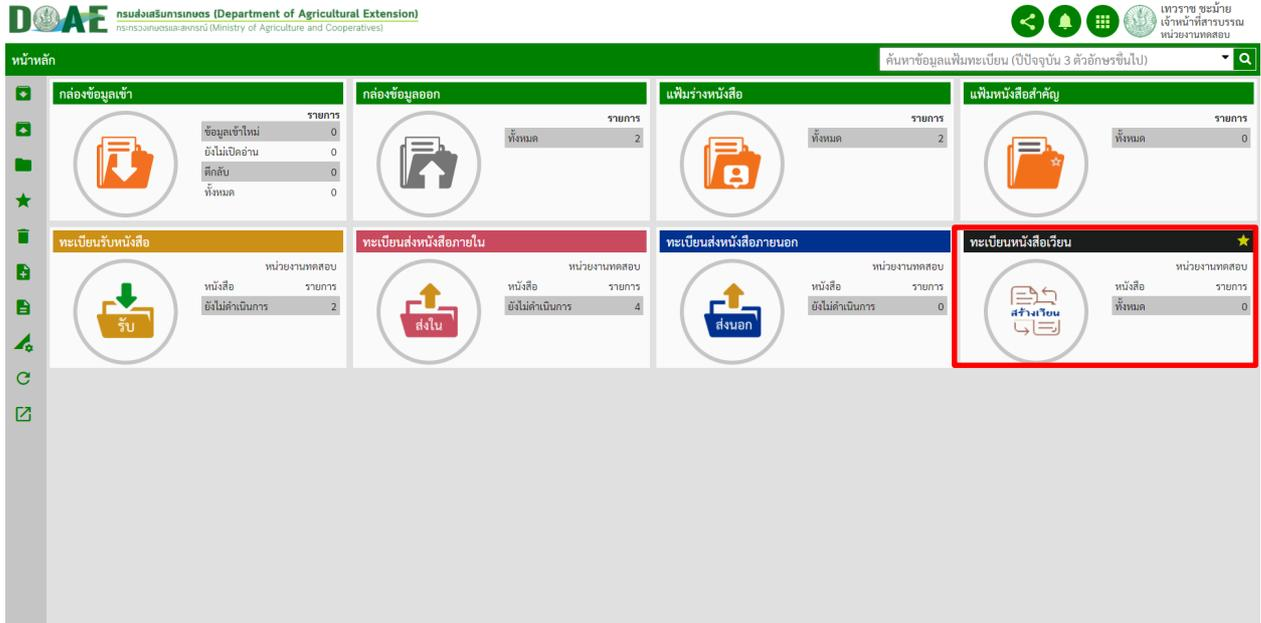 DOAE
กรมส่งเสริมการเกษตร (Department of Agricultural Extension)
กระทรวงเกษตรและสหกรณ์ (Ministry of Agriculture and Cooperatives)
เทวราช ชะม้าย
เจ้าหน้าที่สารบรรณ
หน่วยงานทดสอบ
หน้าหลัก
ค้นหาข้อมูลแฟ้มทะเบียน (ปีปัจจุบัน 3 ตัวอักษรขึ้นไป)
กล่องข้อมูลเข้า
รายการ
ข้อมูลเข้าใหม่ 0
ยังไม่เปิดอ่าน 0
ตีกลับ 0
ทั้งหมด 0
กล่องข้อมูลออก
รายการ
ทั้งหมด 2
แฟ้มร่างหนังสือ
รายการ
ทั้งหมด 2
แฟ้มหนังสือสำคัญ
รายการ
ทั้งหมด 0
ทะเบียนรับหนังสือ
หน่วยงานทดสอบ
หนังสือ รายการ
ยังไม่ดำเนินการ 2
รับ
ทะเบียนส่งหนังสือภายใน
หน่วยงานทดสอบ
หนังสือ รายการ
ยังไม่ดำเนินการ 4
ส่งใน
ทะเบียนส่งหนังสือภายนอก
หน่วยงานทดสอบ
หนังสือ รายการ
ยังไม่ดำเนินการ 0
ส่งนอก
ทะเบียนหนังสือเวียน
หน่วยงานทดสอบ
หนังสือ รายการ
ทั้งหมด 0
สร้างเวียน